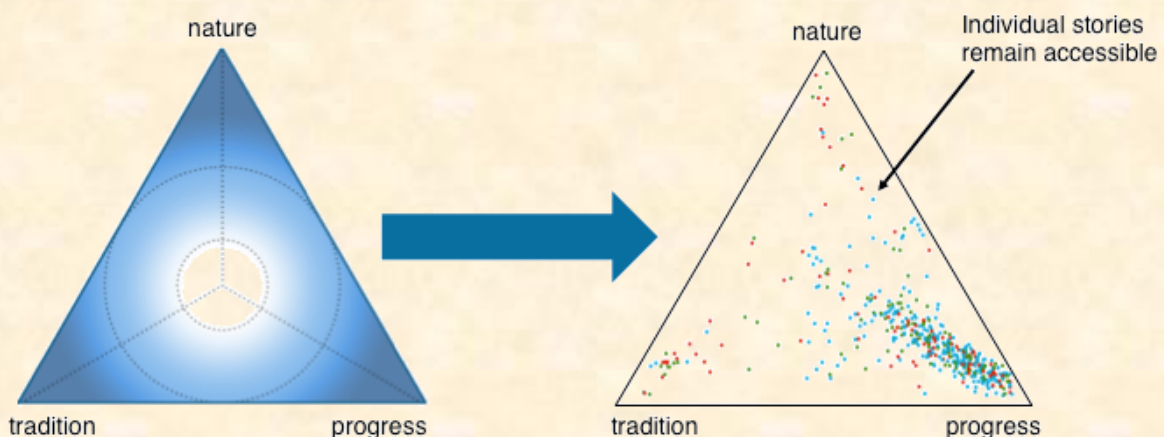 nature
tradition
progress
nature
Individual stories
remain accessible
tradition
progress